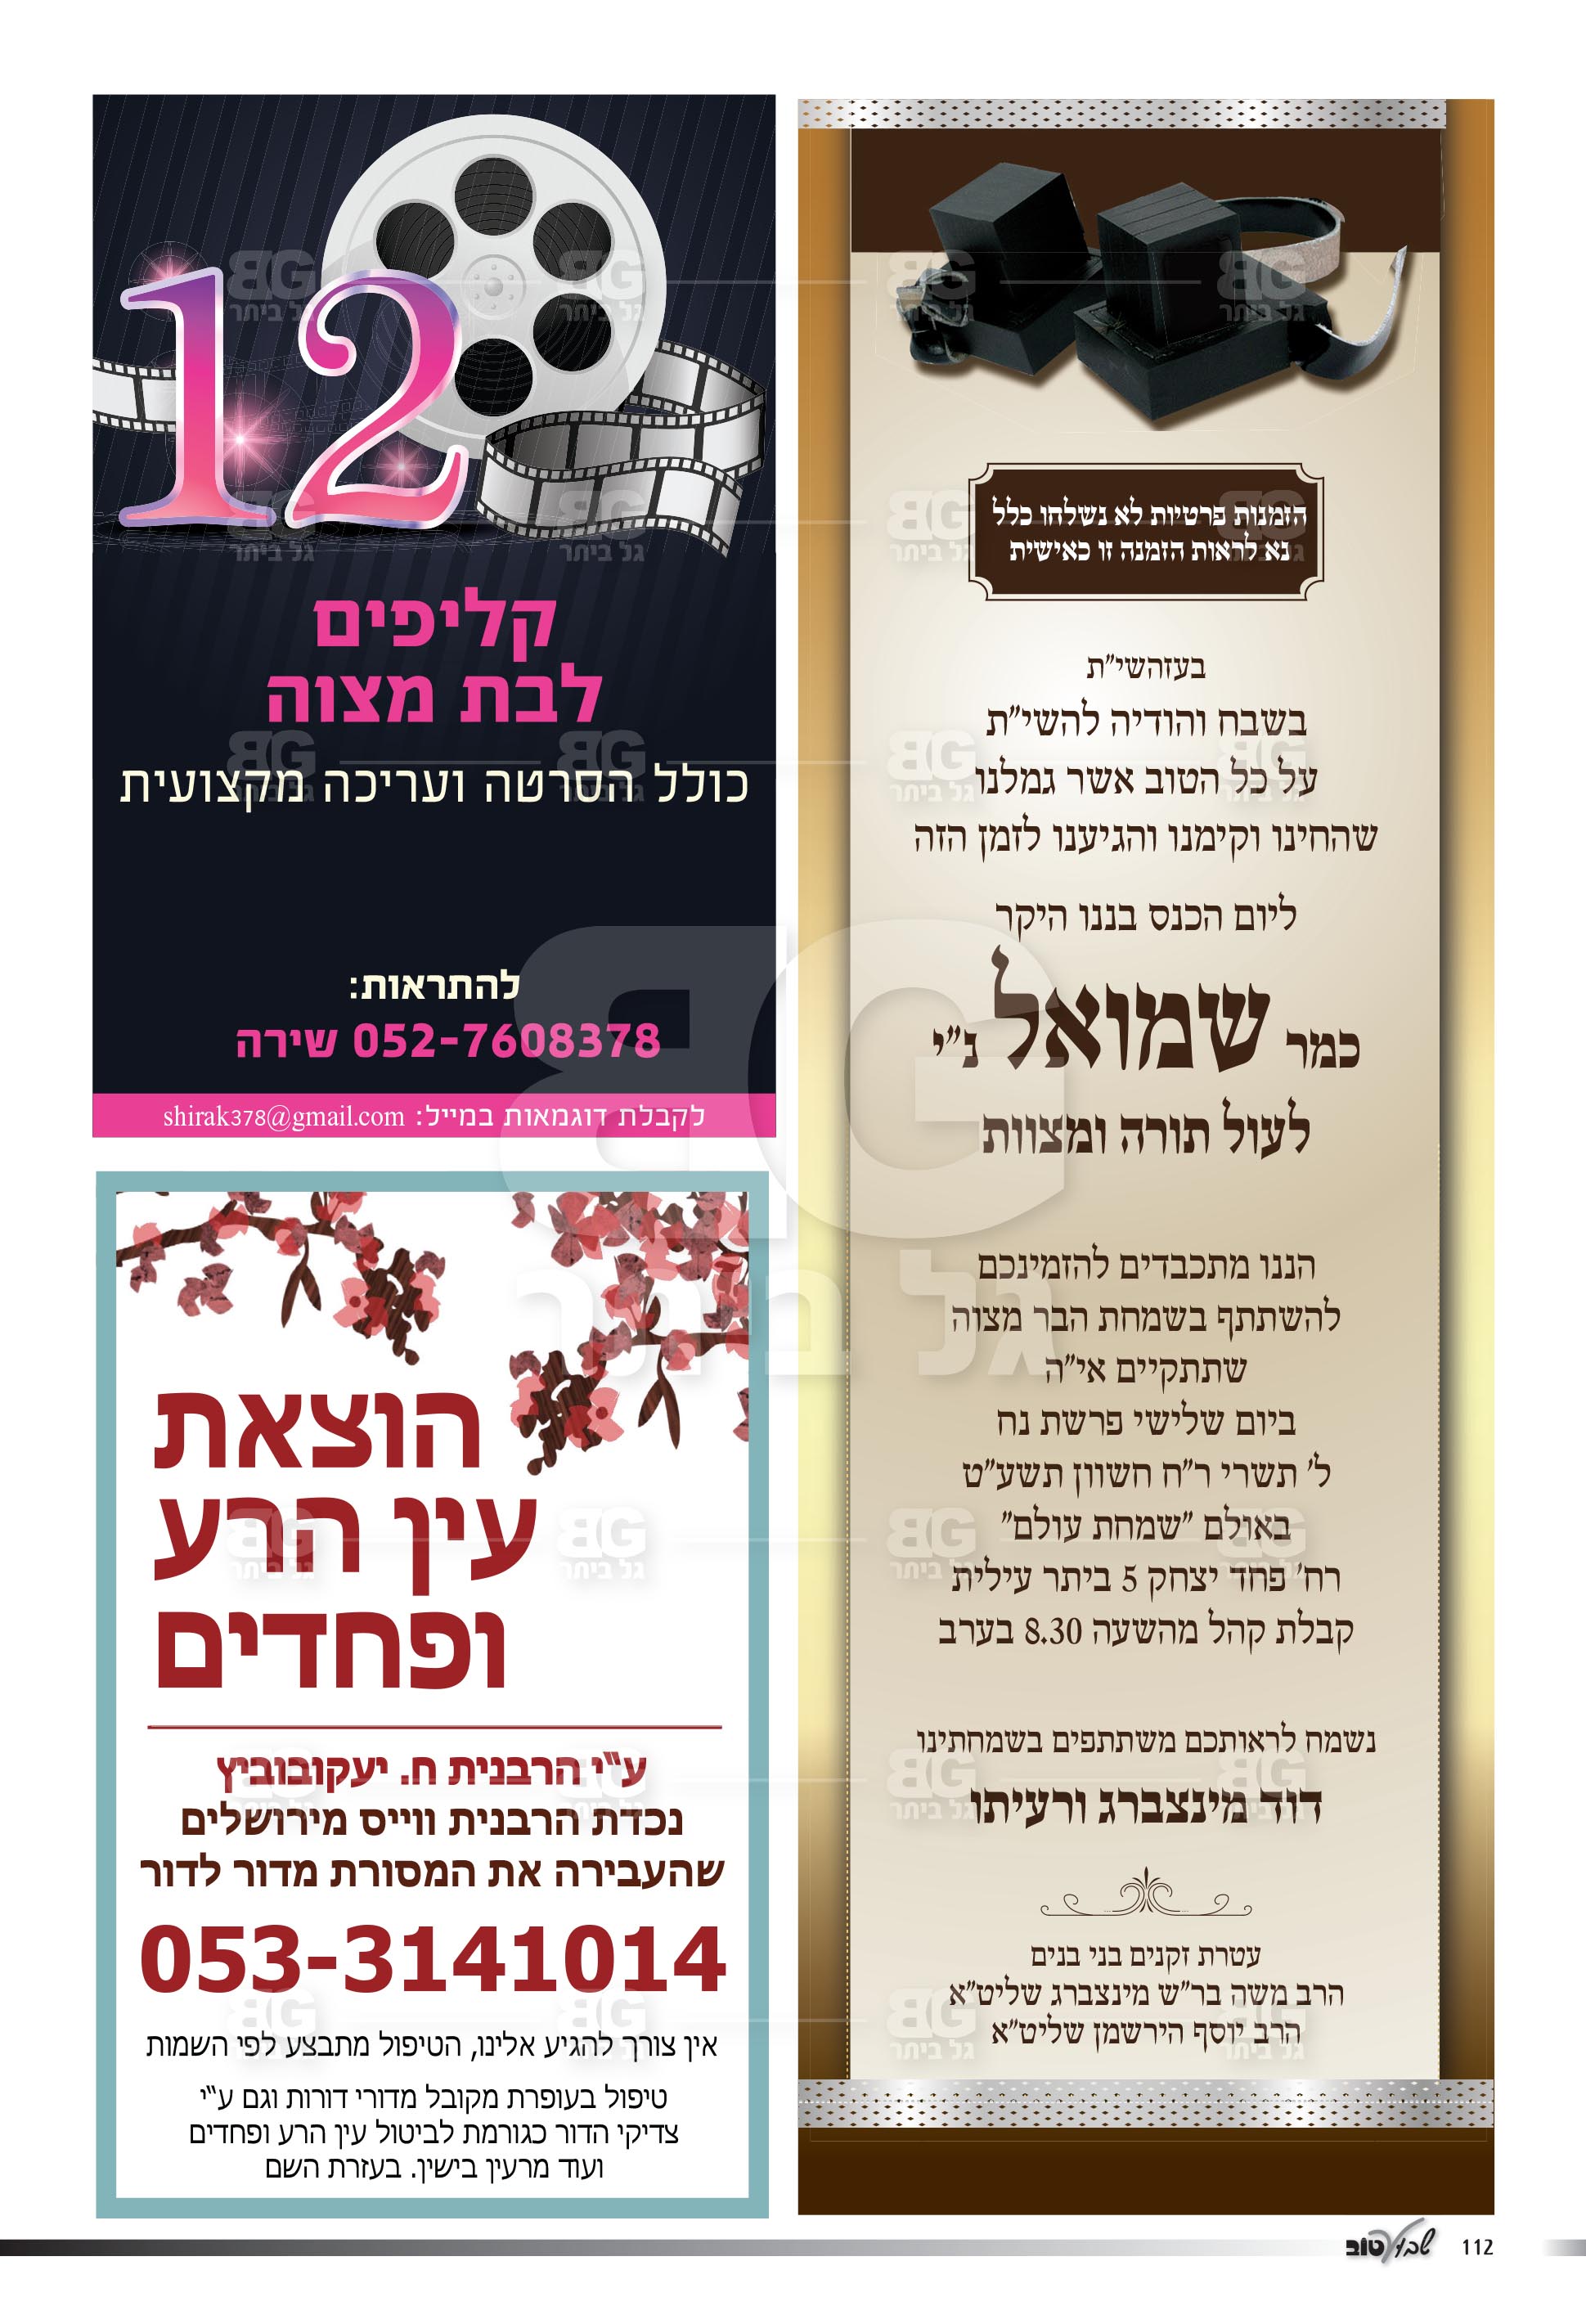 הזמנות פרטיות לא נשלחו כלל
נא לראות הזמנה זו כאישית
בעזהשי"ת
בשבח והודיה להשי"ת
על כל הטוב אשר גמלנו
שהחינו וקימנו והגיענו לזמן הזה
ליום הכנס בננו היקר
כמר שמואל נ"י
לעול תורה ומצוות
הננו מתכבדים להזמינכם
להשתתף בשמחת הבר מצוה
שתתקיים אי"ה
ביום שלישי פרשת נח
ל' תשרי ר"ח חשוון תשע"ט
באולם "שמחת עולם"
רח' פחד יצחק 5 ביתר עילית
קבלת קהל מהשעה 8.30 בערב
נשמח לראותכם משתתפים בשמחתינו
דוד מינצברג ורעיתו
עטרת זקנים בני בנים
הרב משה בר"ש מינצברג שליט"א
הרב יוסף הירשמן שליט"א
12
קליפים
לבת מצוה
כולל הסרטה ועריכה מקצועית
להתראות:
052-7608378 שירה
לקבלת דוגמאות במייל: shirak378@gmail.com
הוצאת
עין הרע
ופחדים
ע"י הרבנית ח. יעקובוביץ
נכדת הרבנית ווייס מירושלים
שהעבירה את המסורת מדור לדור
053-3141014
אין צורך להגיע אלינו, הטיפול מתבצע לפי השמות
טיפול בעופרת מקובל מדורי דורות וגם ע"י
צדיקי הדור כגורמת לביטול עין הרע ופחדים
ועוד מרעין בישין. בעזרת השם
BG
גל ביתר
112 שבוע טוב